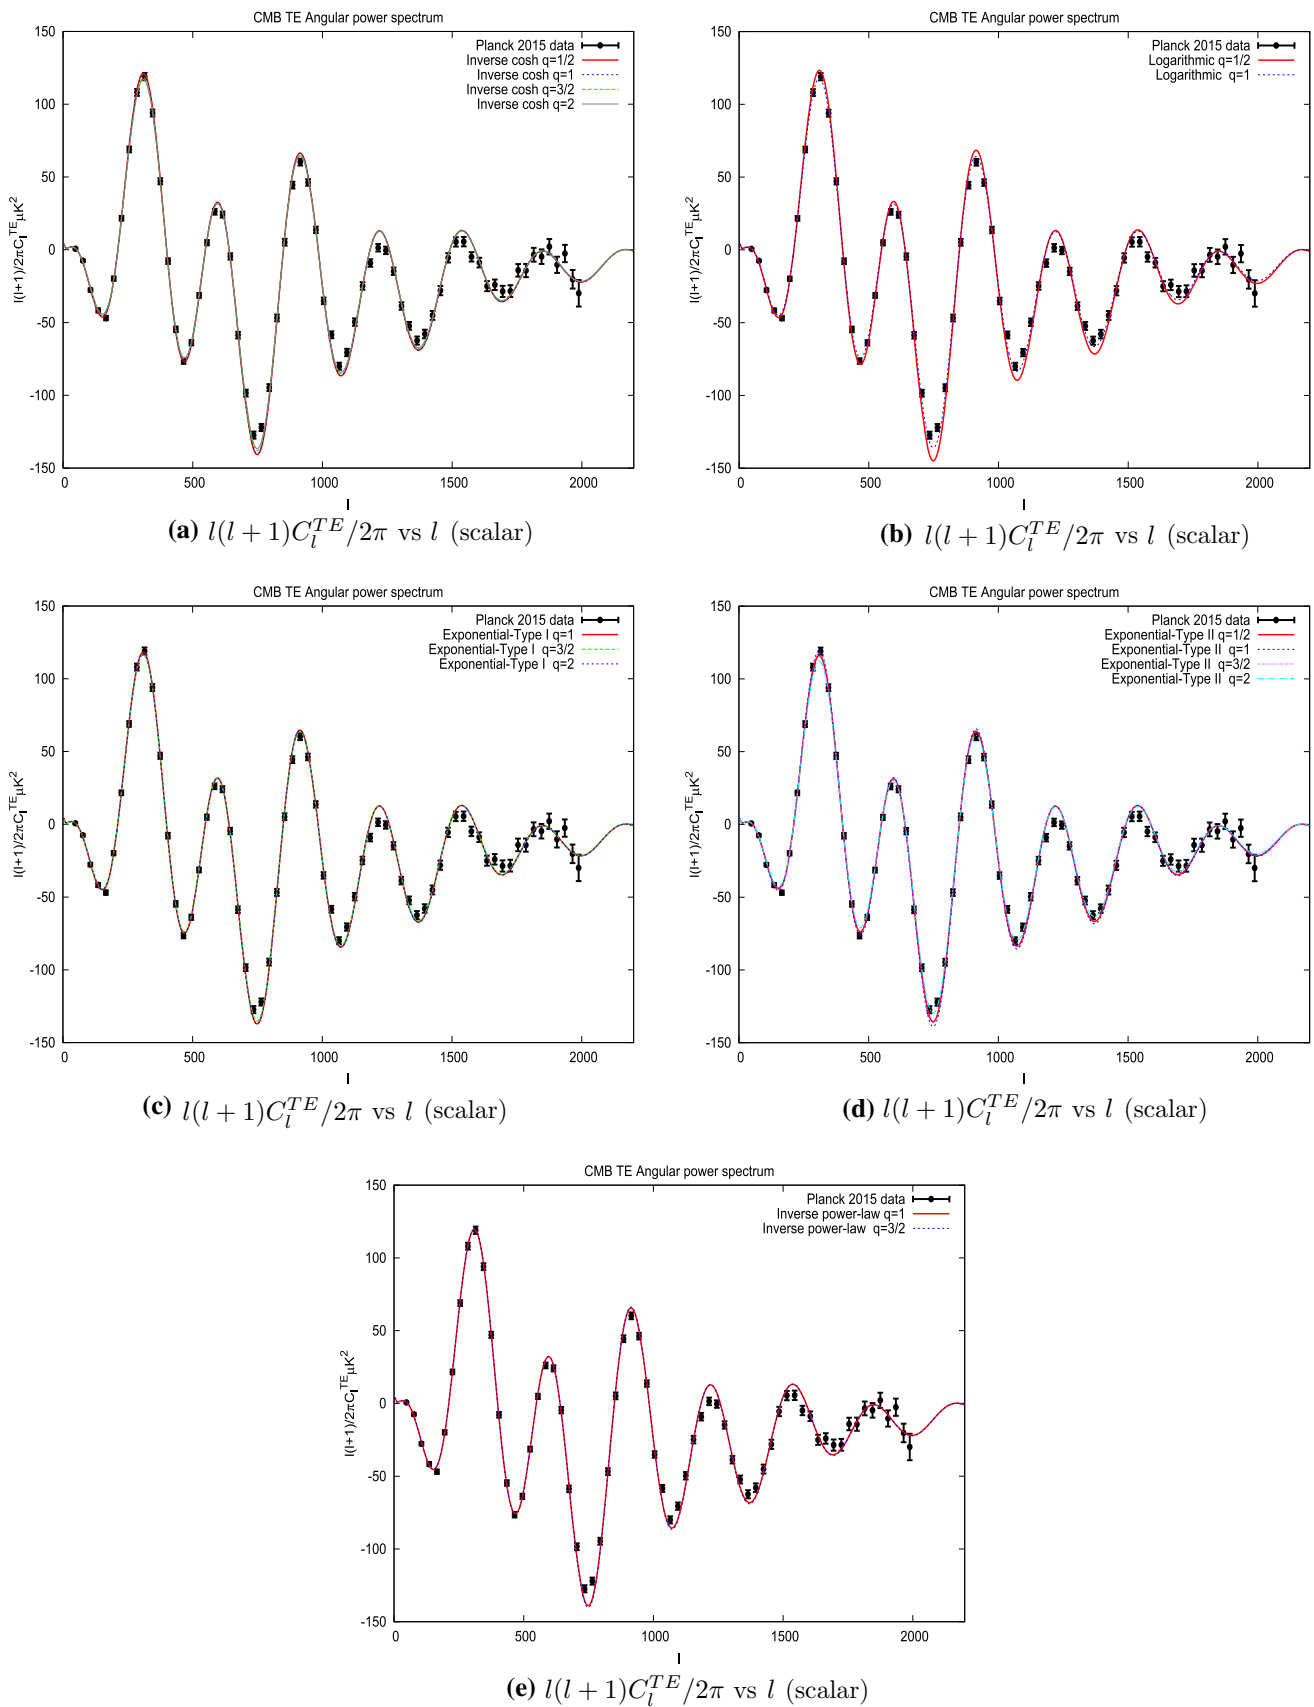 CMB TE Angular power spectrum
150
100
50
0
-50
-100
-150
l(l+1)/2πC_l^TE μK^2
Planck 2015 data
Inverse cosh q=1/2
Inverse cosh q=1
Inverse cosh q=3/2
Inverse cosh q=2
0 500 1000 1500 2000
l
(a) l(l + 1)C_l^{TE}/2π vs l (scalar)
CMB TE Angular power spectrum
150
100
50
0
-50
-100
-150
l(l+1)/2πC_l^TE μK^2
Planck 2015 data
Logarithmic q=1/2
Logarithmic q=1
0 500 1000 1500 2000
l
(b) l(l + 1)C_l^{TE}/2π vs l (scalar)
CMB TE Angular power spectrum
150
100
50
0
-50
-100
-150
l(l+1)/2πC_l^TE μK^2
Planck 2015 data
Exponential-Type I q=1
Exponential-Type I q=3/2
Exponential-Type I q=2
0 500 1000 1500 2000
l
(c) l(l + 1)C_l^{TE}/2π vs l (scalar)
CMB TE Angular power spectrum
150
100
50
0
-50
-100
-150
l(l+1)/2πC_l^TE μK^2
Planck 2015 data
Exponential-Type II q=1/2
Exponential-Type II q=1
Exponential-Type II q=3/2
Exponential-Type II q=2
0 500 1000 1500 2000
l
(d) l(l + 1)C_l^{TE}/2π vs l (scalar)
CMB TE Angular power spectrum
150
100
50
0
-50
-100
-150
l(l+1)/2πC_l^TE μK^2
Planck 2015 data
Inverse power-law q=1
Inverse power-law q=3/2
0 500 1000 1500 2000
l
(e) l(l + 1)C_l^{TE}/2π vs l (scalar)